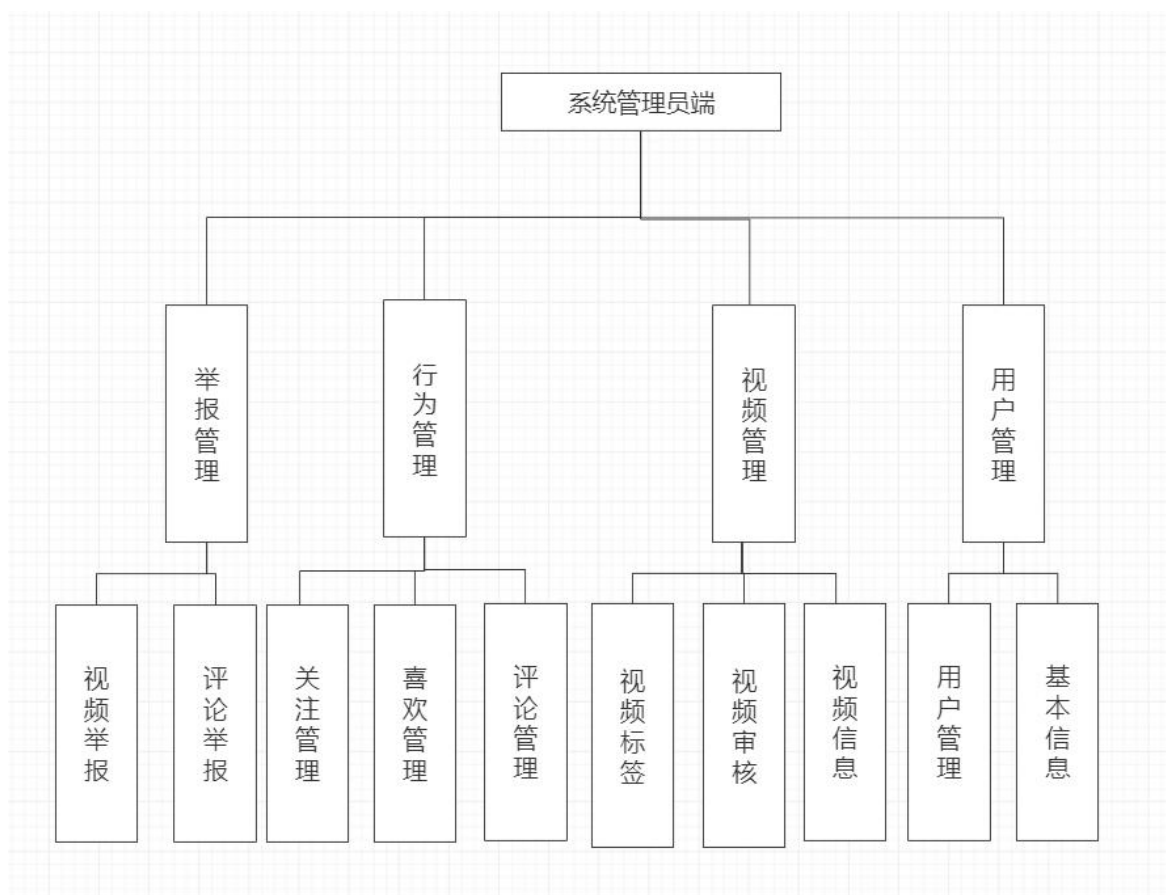 系统管理员端
举报管理
行为管理
视频管理
用户管理
视频举报
评论举报
关注管理
喜欢管理
评论管理
视频标签
视频审核
视频信息
用户管理
基本信息